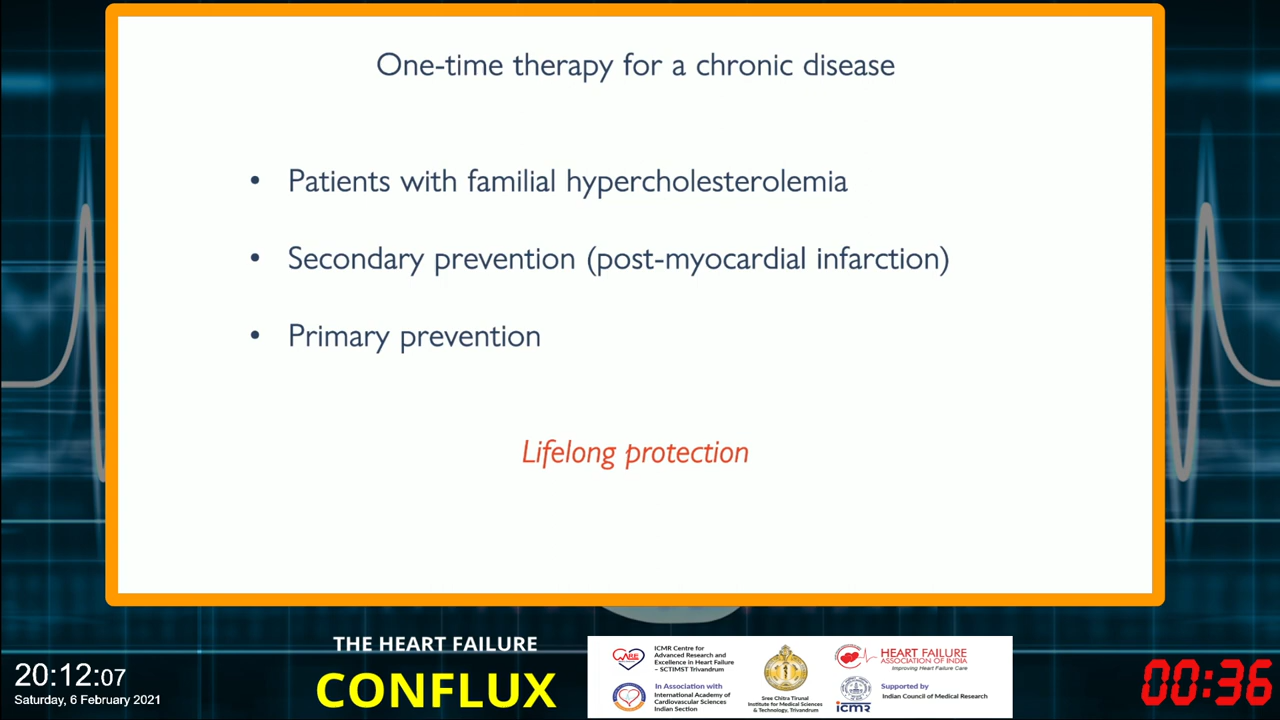 One-time therapy for a chronic disease
• Patients with familial hypercholesterolemia
• Secondary prevention (post-myocardial infarction)
• Primary prevention
Lifelong protection
20:12:07
Saturday, 6 February 2021
THE HEART FAILURE
CONFLUX
CARE
ICMR Centre for
Advanced Research and
Excellence in Heart Failure
– SCTIMST Trivandrum
In Association with
International Academy of
Cardiovascular Sciences
Indian Section
Sree Chitra Tirunal
Institute for Medical Sciences
& Technology, Trivandrum
HEART FAILURE
ASSOCIATION OF INDIA
Improving Heart Failure Care
icmr
Supported by
Indian Council of Medical Research
00:36